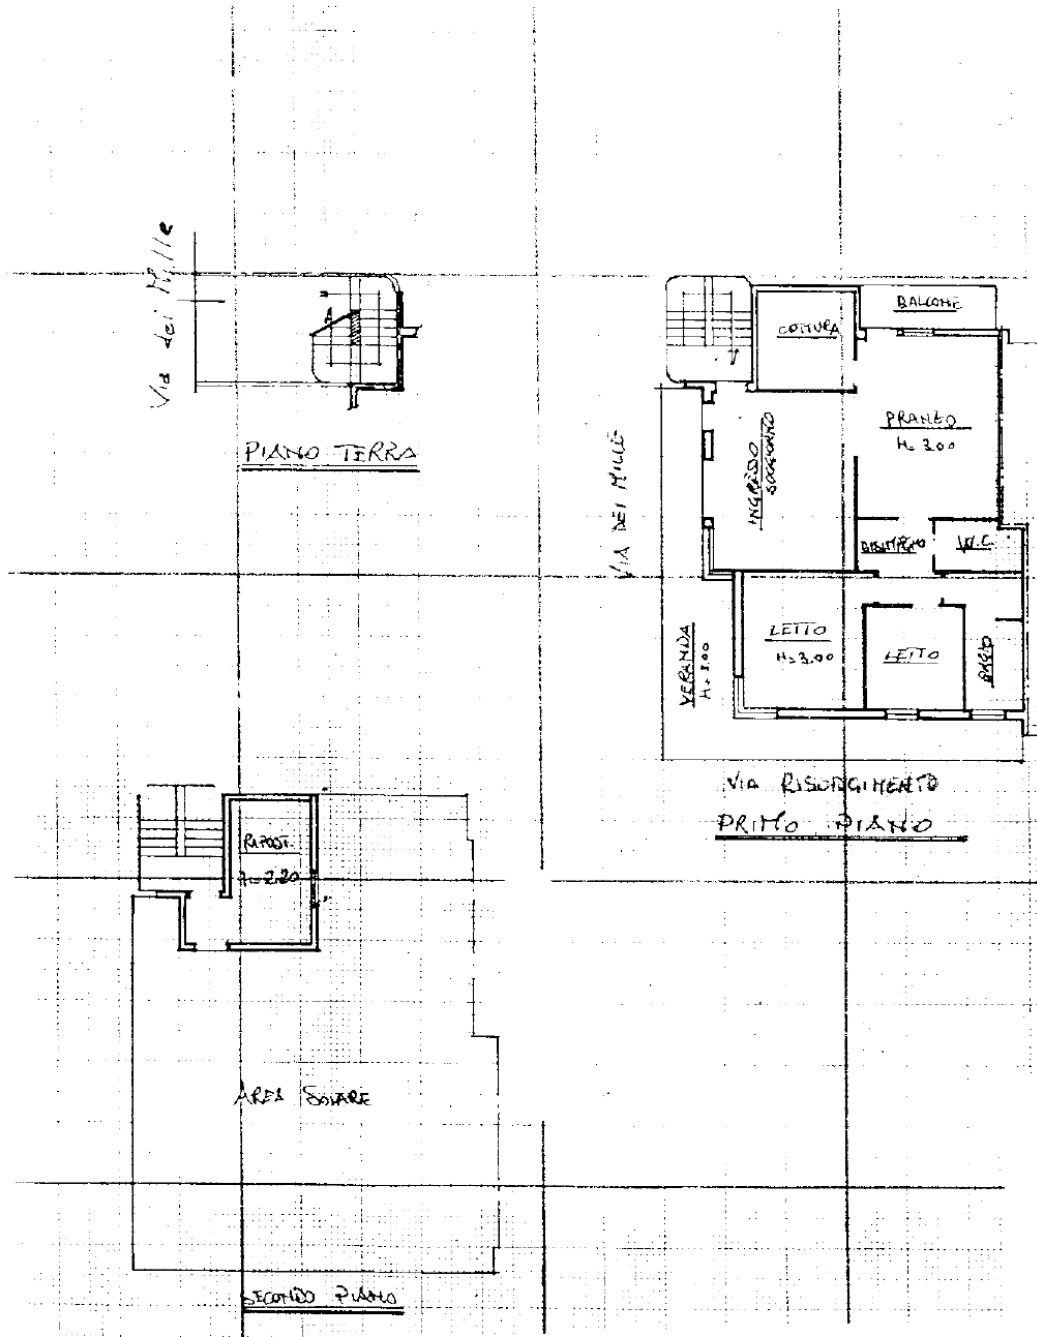 Via dei Mille
A
PIANO TERRA
BALCONE
COTTURA
PRANZO
H= 3.00
INGRESSO
SOGGIORNO
VIA DEI MILLE
DISIMPEGNO
W.C.
LETTO
H=3.00
LETTO
BAGNO
VERANDA
H= 3.00
VIA RISORGIMENTO
PRIMO PIANO
RIPOST.
H=2.20
AREA SOLARE
SECONDO PIANO